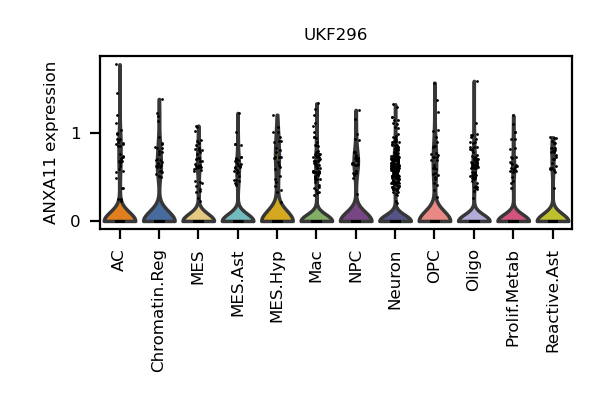 UKF296
ANXA11 expression
1
0
AC
Chromatin.Reg
MES
MES.Ast
MES.Hyp
Mac
NPC
Neuron
OPC
Oligo
Prolif.Metab
Reactive.Ast